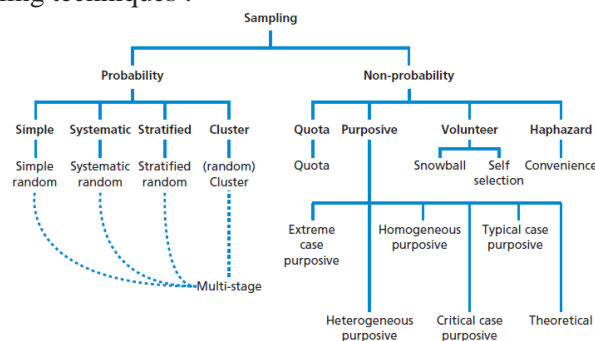 techniques .
Sampling
Probability Non-probability
Simple Systematic Stratified Cluster Quota Purposive Volunteer Haphazard
Simple Systematic Stratified (random) Quota Snowball Self Convenience
random random random Cluster selection
Extreme Homogeneous Typical case
case purposive purposive
purposive
Multi-stage
Heterogeneous Critical case Theoretical
purposive purposive